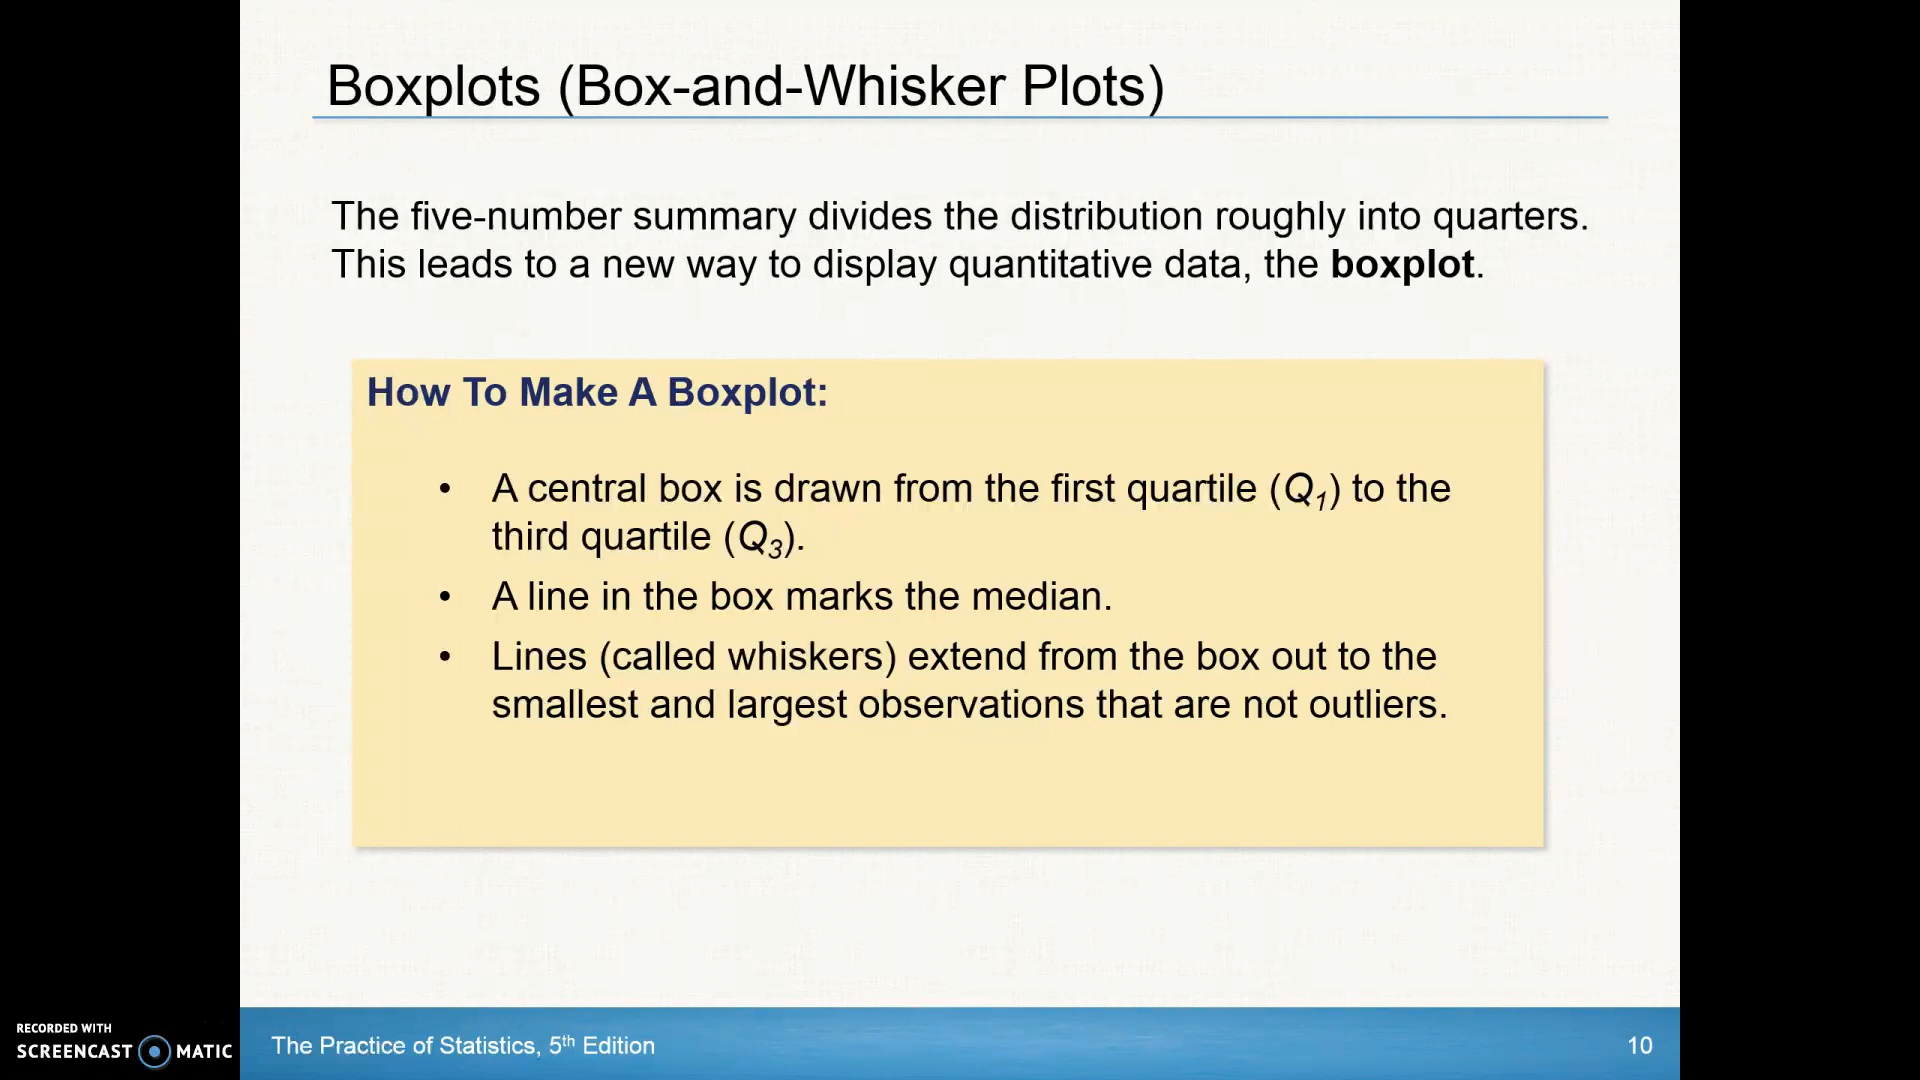 Boxplots (Box-and-Whisker Plots)
The five-number summary divides the distribution roughly into quarters.
This leads to a new way to display quantitative data, the boxplot.
How To Make A Boxplot:
• A central box is drawn from the first quartile (Q1) to the
third quartile (Q3).
• A line in the box marks the median.
• Lines (called whiskers) extend from the box out to the
smallest and largest observations that are not outliers.
RECORDED WITH
SCREENCAST MATIC
The Practice of Statistics, 5th Edition
10